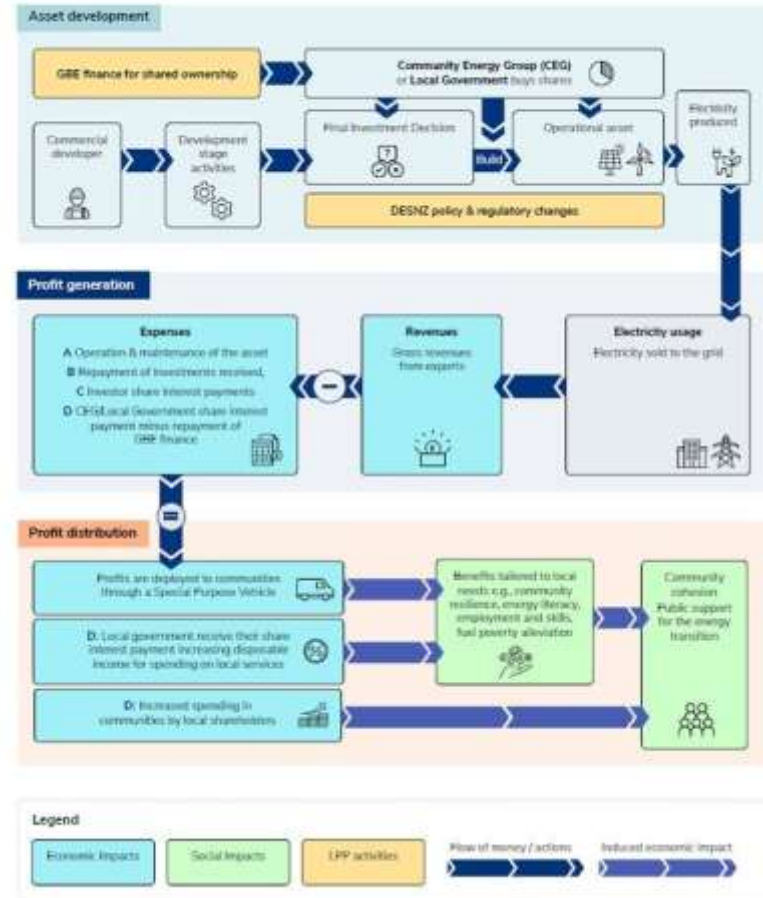 Asset development
GBE finance for shared ownership
Community Energy Group (CEG)
or Local Government buys shares
Commercial
developer
Development
stage
activities
Final Investment Decision
Build
Operational asset
Electricity
produced
DESNZ policy & regulatory changes
Profit generation
Expenses
A Operation & maintenance of the asset
B Repayment of investments received,
C Investor share interest payments
D CEG/Local Government share interest
payment minus repayment of
GBE finance
Revenues
Gross revenues
from exports
Electricity usage
Electricity sold to the grid
Profit distribution
Profits are deployed to communities
through a Special Purpose Vehicle
D: Local government receive their share
interest payment increasing disposable
income for spending on local services
D: Increased spending in
communities by local shareholders
Benefits tailored to local
needs e.g., community
resilience, energy literacy,
employment and skills,
fuel poverty alleviation
Community
cohesion
Public support
for the energy
transition
Legend
Economic Impacts
Social Impacts
LPP activities
Flow of money / actions
Induced economic impact